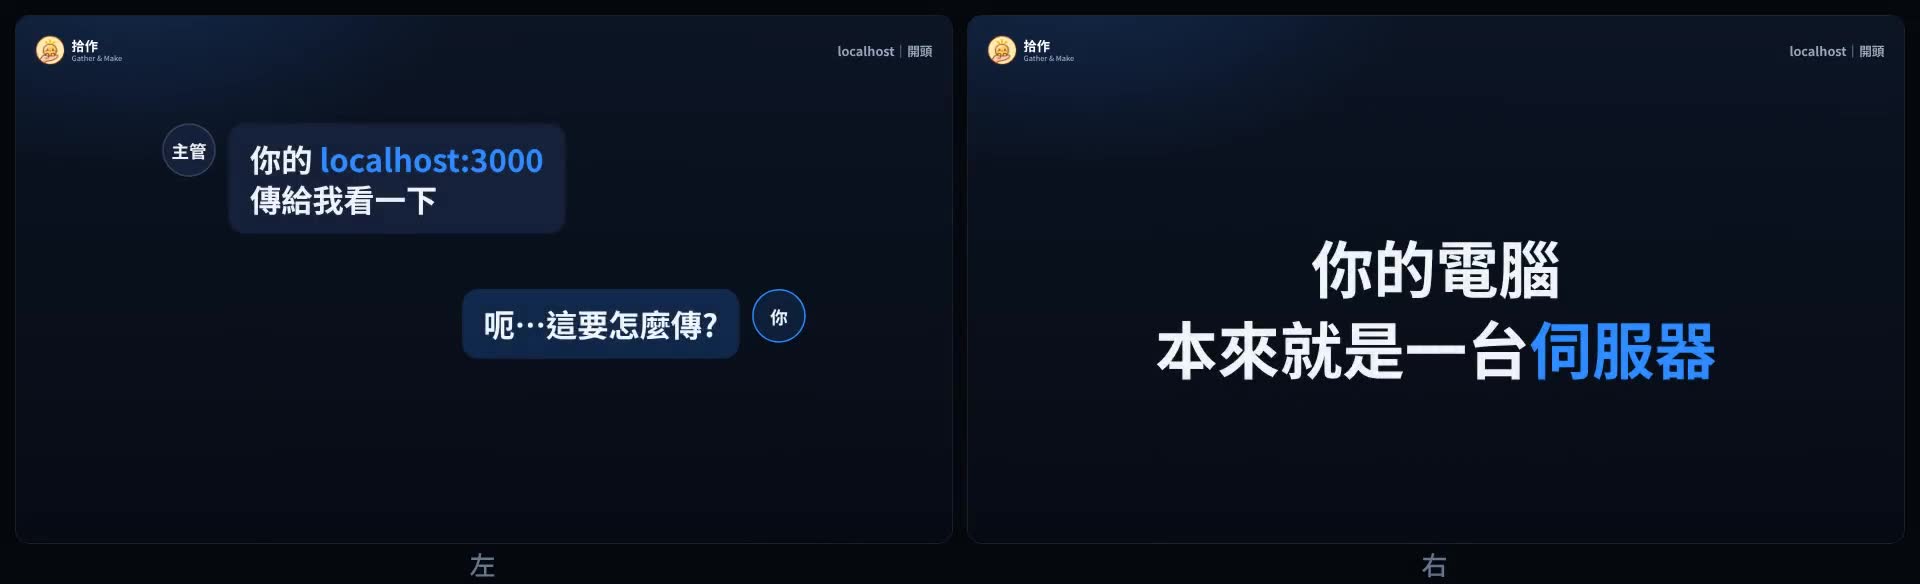 拾作
Gather & Make
localhost｜開頭
主管
你的 localhost:3000
傳給我看一下
呃⋯這要怎麼傳?
你
左
拾作
Gather & Make
localhost｜開頭
你的電腦
本來就是一台伺服器
右